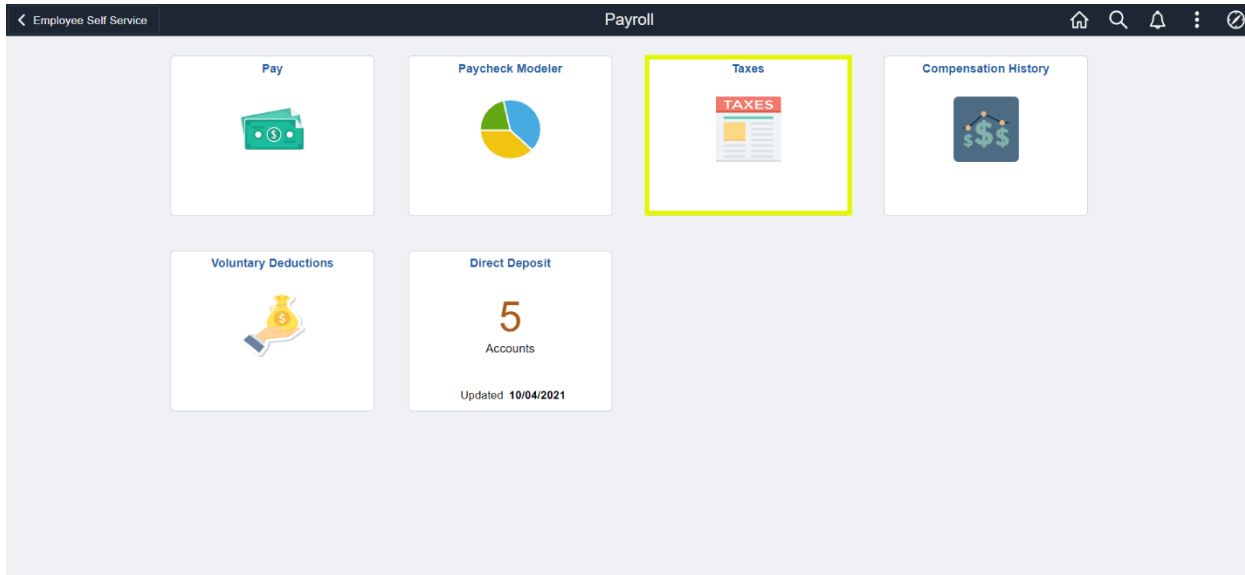 Employee Self Service
Payroll
Pay
Paycheck Modeler
Taxes
Compensation History
TAXES
$
$$$
Voluntary Deductions
Direct Deposit
$
5
Accounts
Updated 10/04/2021